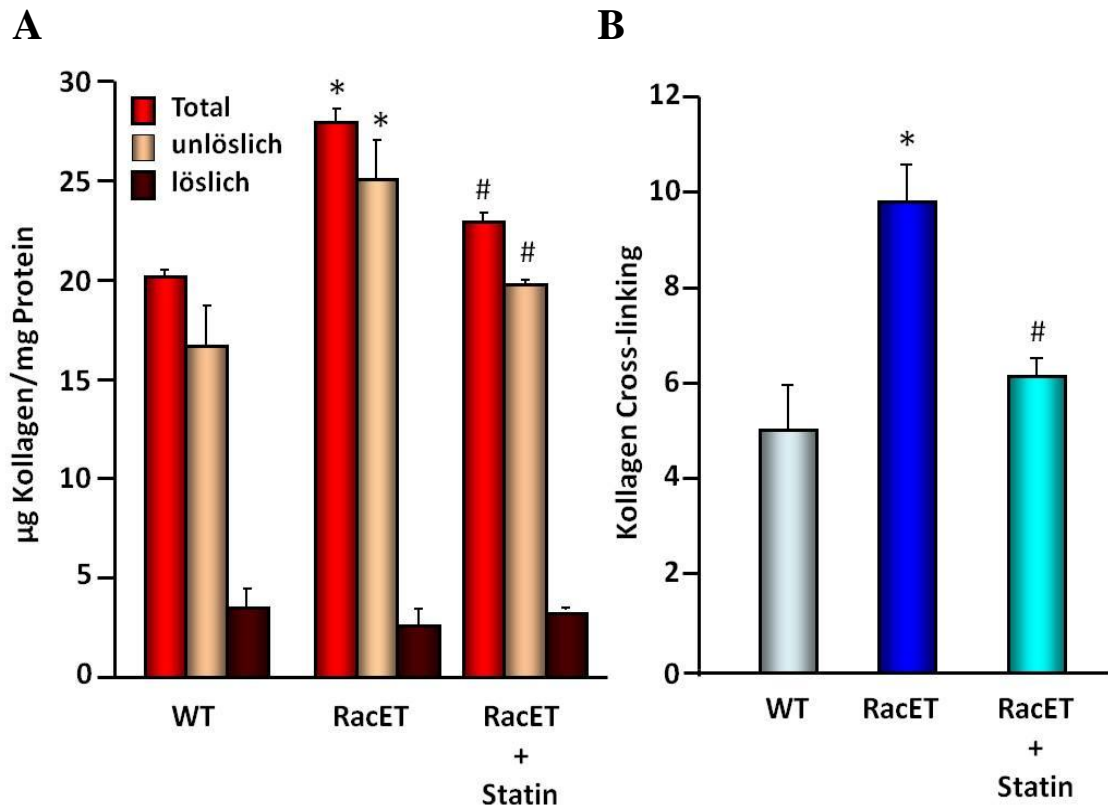 A
µg Kollagen/mg Protein
30
25
20
15
10
5
0
Total
unlöslich
löslich
*
*
#
#
WT
RacET
RacET
+
Statin
B
Kollagen Cross-linking
12
10
8
6
4
2
0
*
#
WT
RacET
RacET
+
Statin